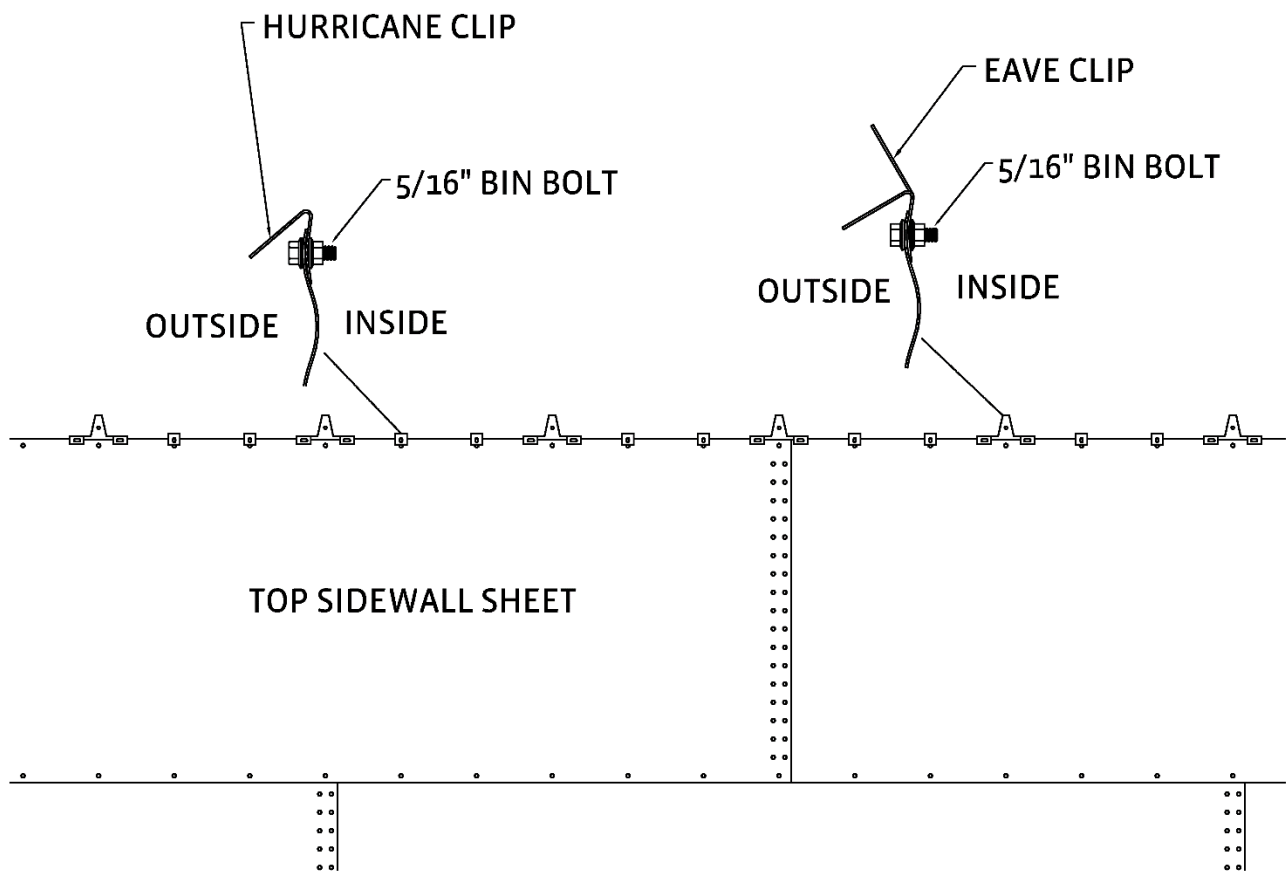 HURRICANE CLIP
EAVE CLIP
5/16" BIN BOLT
5/16" BIN BOLT
OUTSIDE
INSIDE
OUTSIDE
INSIDE
TOP SIDEWALL SHEET